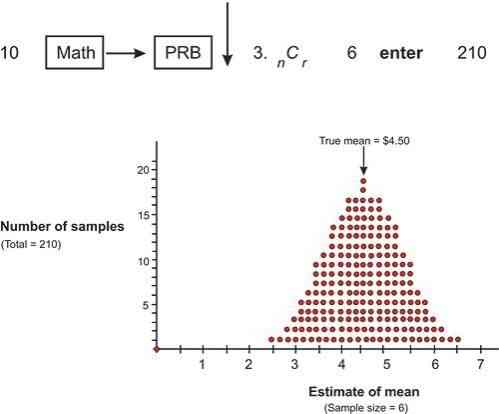 10 Math PRB 3. nCr 6 enter 210
True mean = $4.50
20
15
10
5
Number of samples
(Total = 210)
1 2 3 4 5 6 7
Estimate of mean
(Sample size = 6)